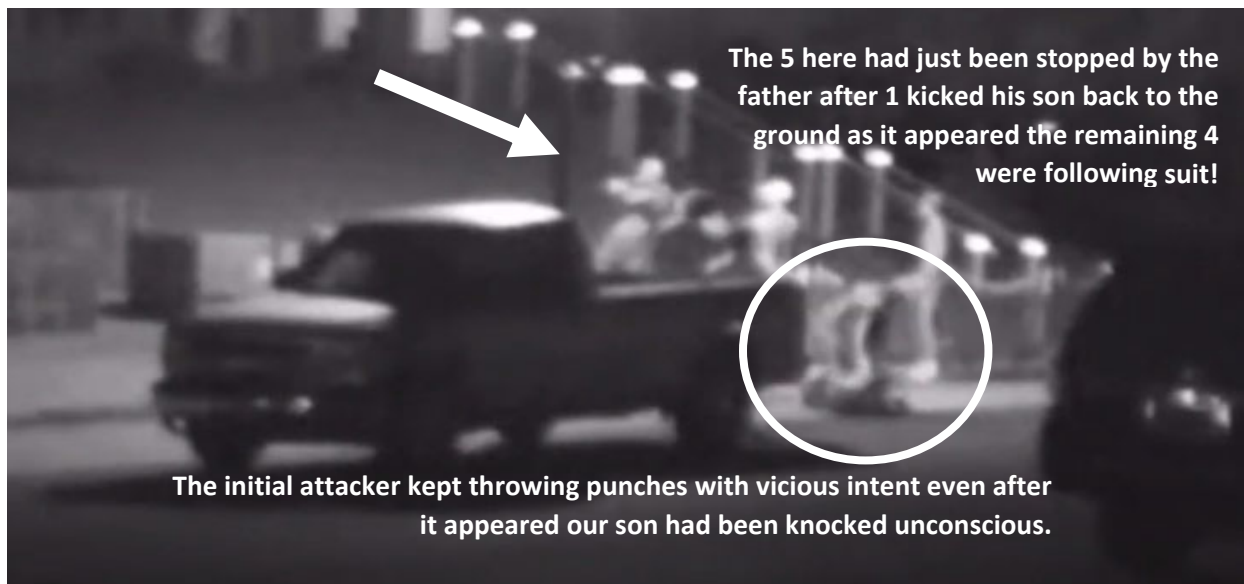 The 5 here had just been stopped by the
father after 1 kicked his son back to the
ground as it appeared the remaining 4
were following suit!
The initial attacker kept throwing punches with vicious intent even after
it appeared our son had been knocked unconscious.